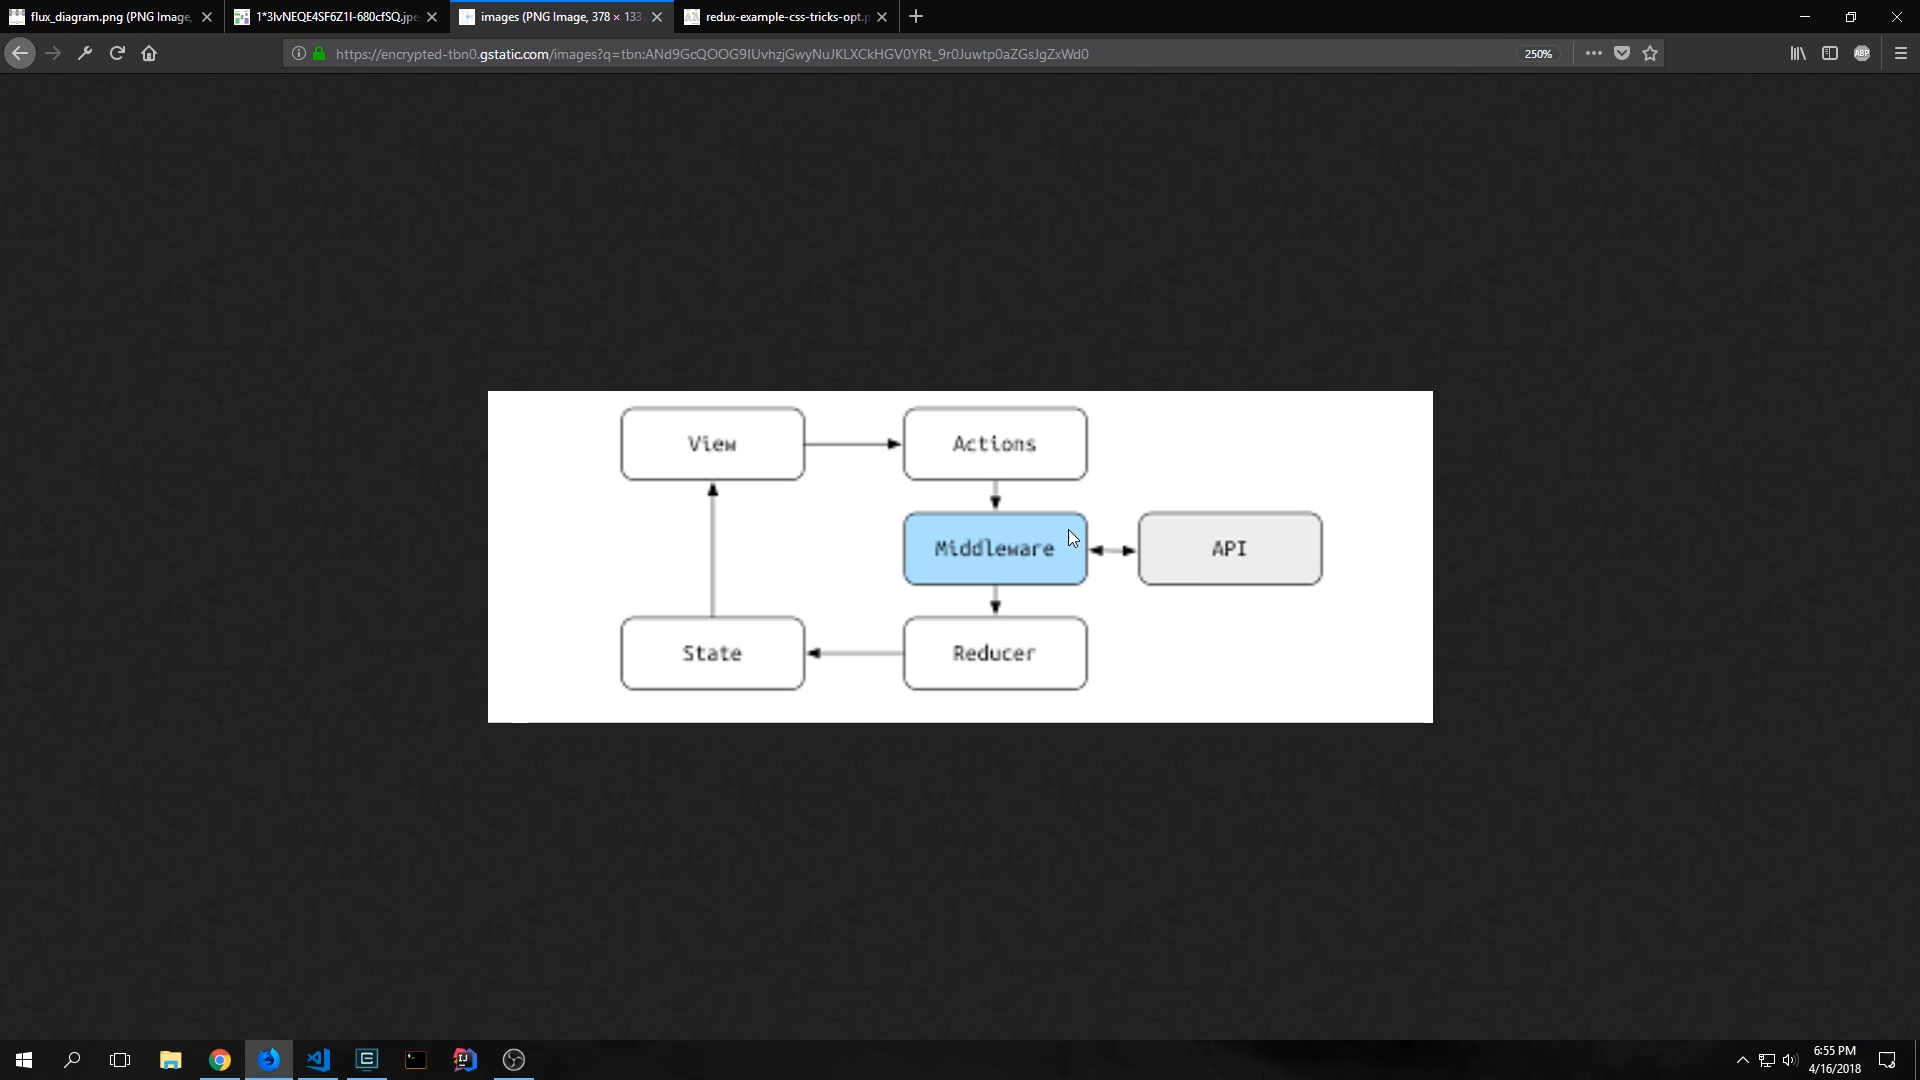 flux_diagram.png (PNG Image,
1*3lvNEQE4SF6Z1I-680cfSQ.jpe
images (PNG Image, 378 × 133
redux-example-css-tricks-opt.p
https://encrypted-tbn0.gstatic.com/images?q=tbn:ANd9GcQOOG9IUvhzjGwyNuJKLXCkHGV0YRt_9r0Juwtp0aZGsJgZxWd0
250%
ABP
View
Actions
Middleware
API
State
Reducer
6:55 PM
4/16/2018